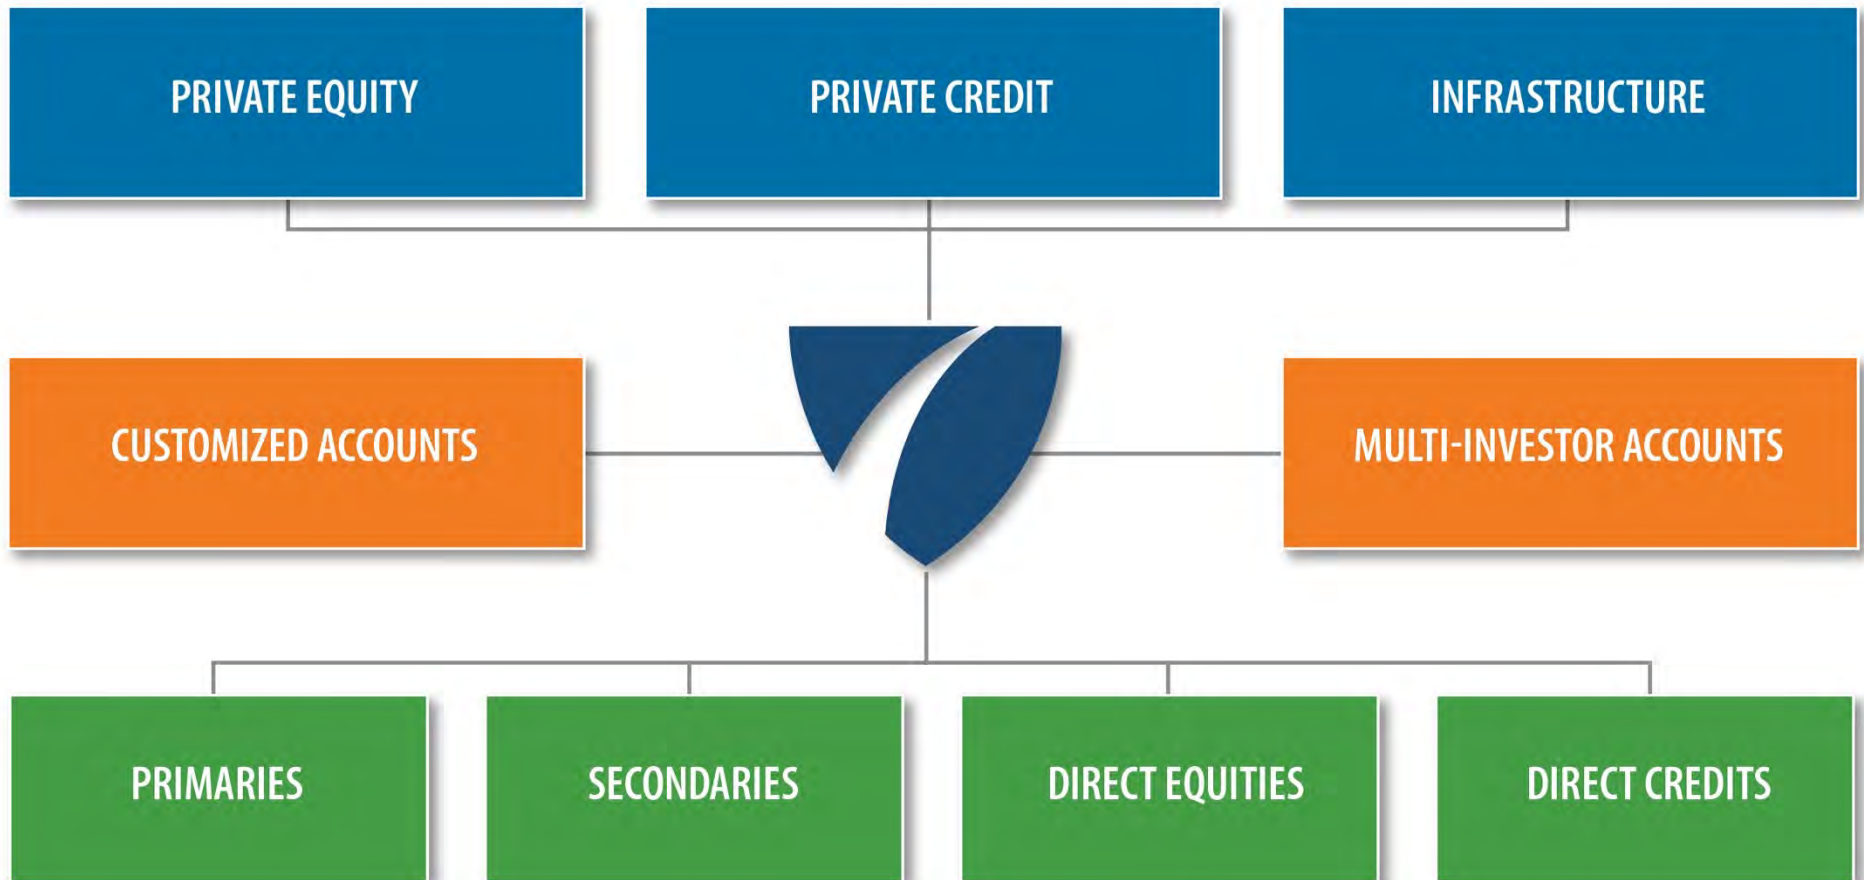 PRIVATE EQUITY
PRIVATE CREDIT
INFRASTRUCTURE
CUSTOMIZED ACCOUNTS
MULTI-INVESTOR ACCOUNTS
PRIMARIES
SECONDARIES
DIRECT EQUITIES
DIRECT CREDITS